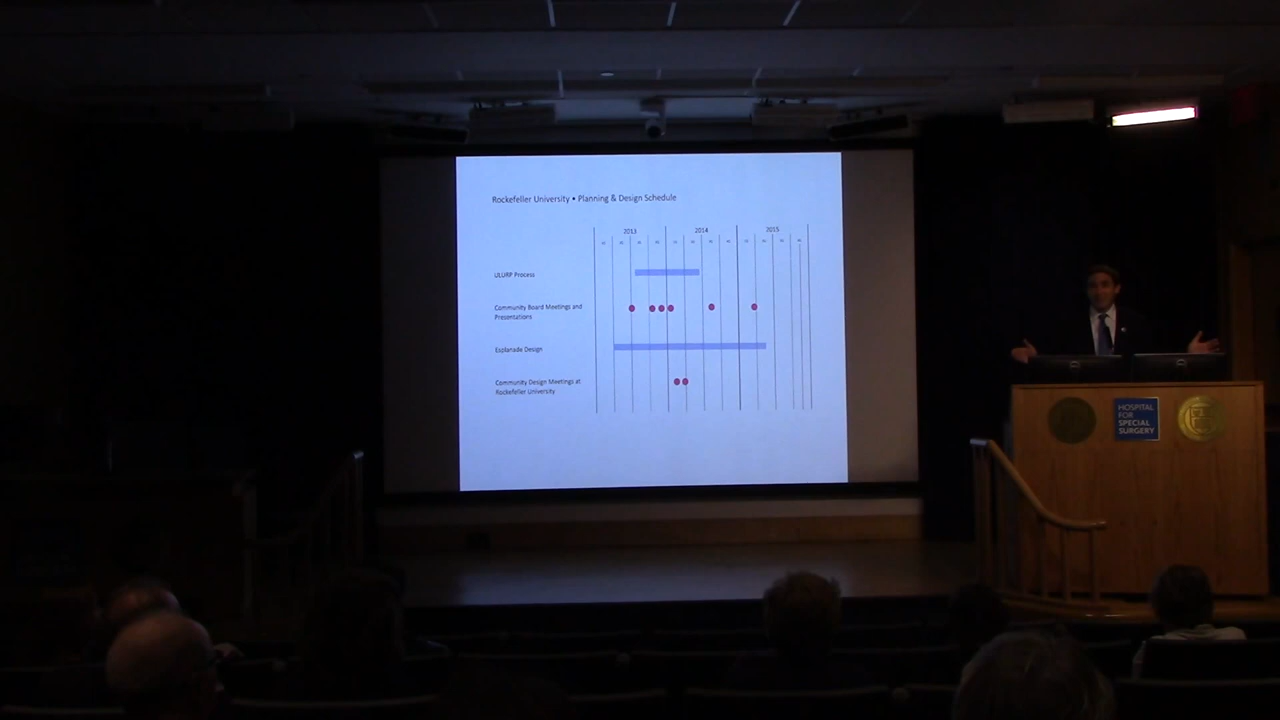 Rockefeller University • Planning & Design Schedule
2013 2014 2015
ULURP Process
Community Board Meetings and
Presentations
Esplanade Design
Community Design Meetings at
Rockefeller University
HOSPITAL
FOR
SPECIAL
SURGERY